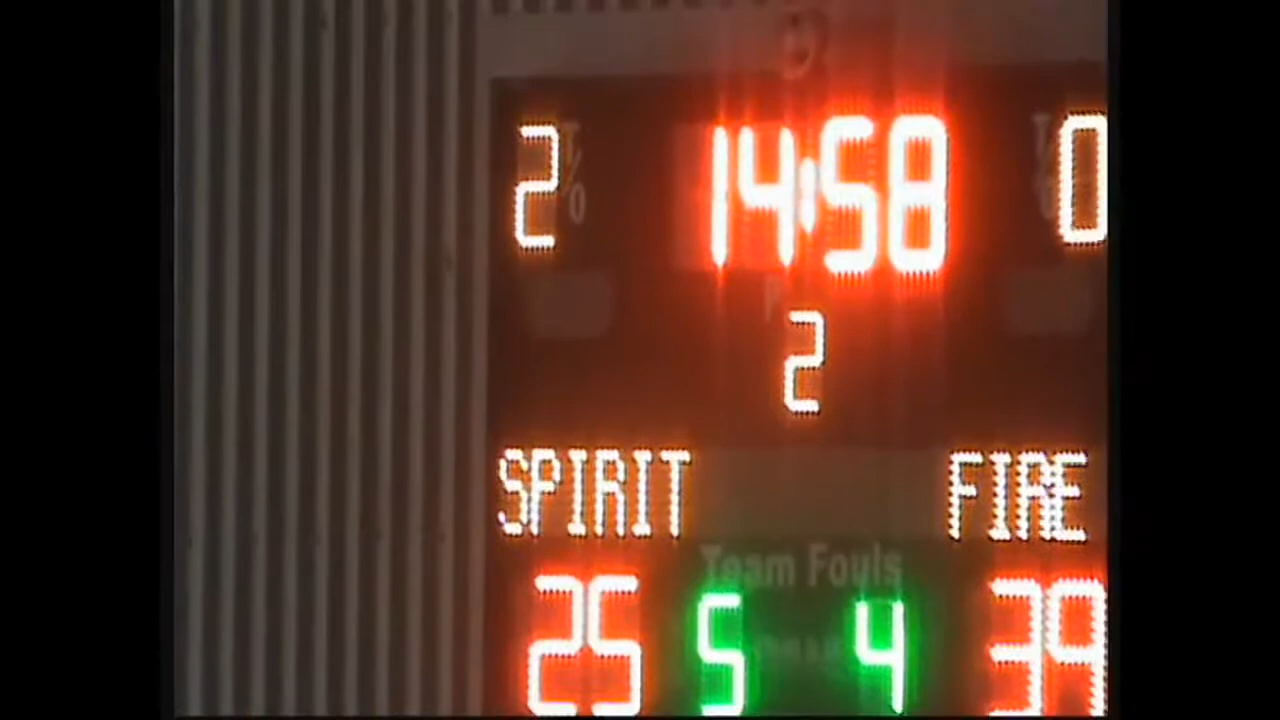 2 T/O 14:58 T/O 0
P
2
SPIRIT FIRE
Team Fouls
25 5 4 39